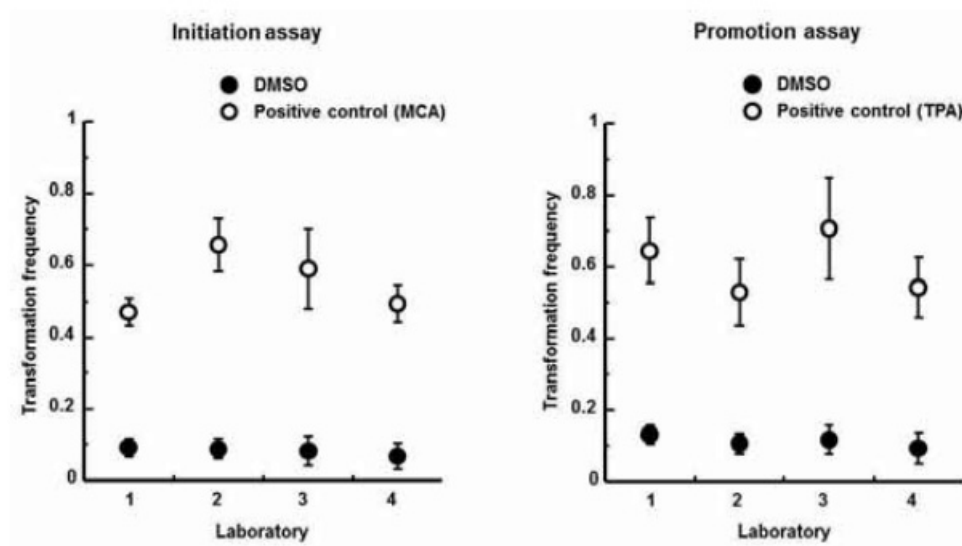 Initiation assay
DMSO
Positive control (MCA)
1
0.8
0.6
0.4
0.2
0
Transformation frequency
1 2 3 4
Laboratory
Promotion assay
DMSO
Positive control (TPA)
1
0.8
0.6
0.4
0.2
0
Transformation frequency
1 2 3 4
Laboratory